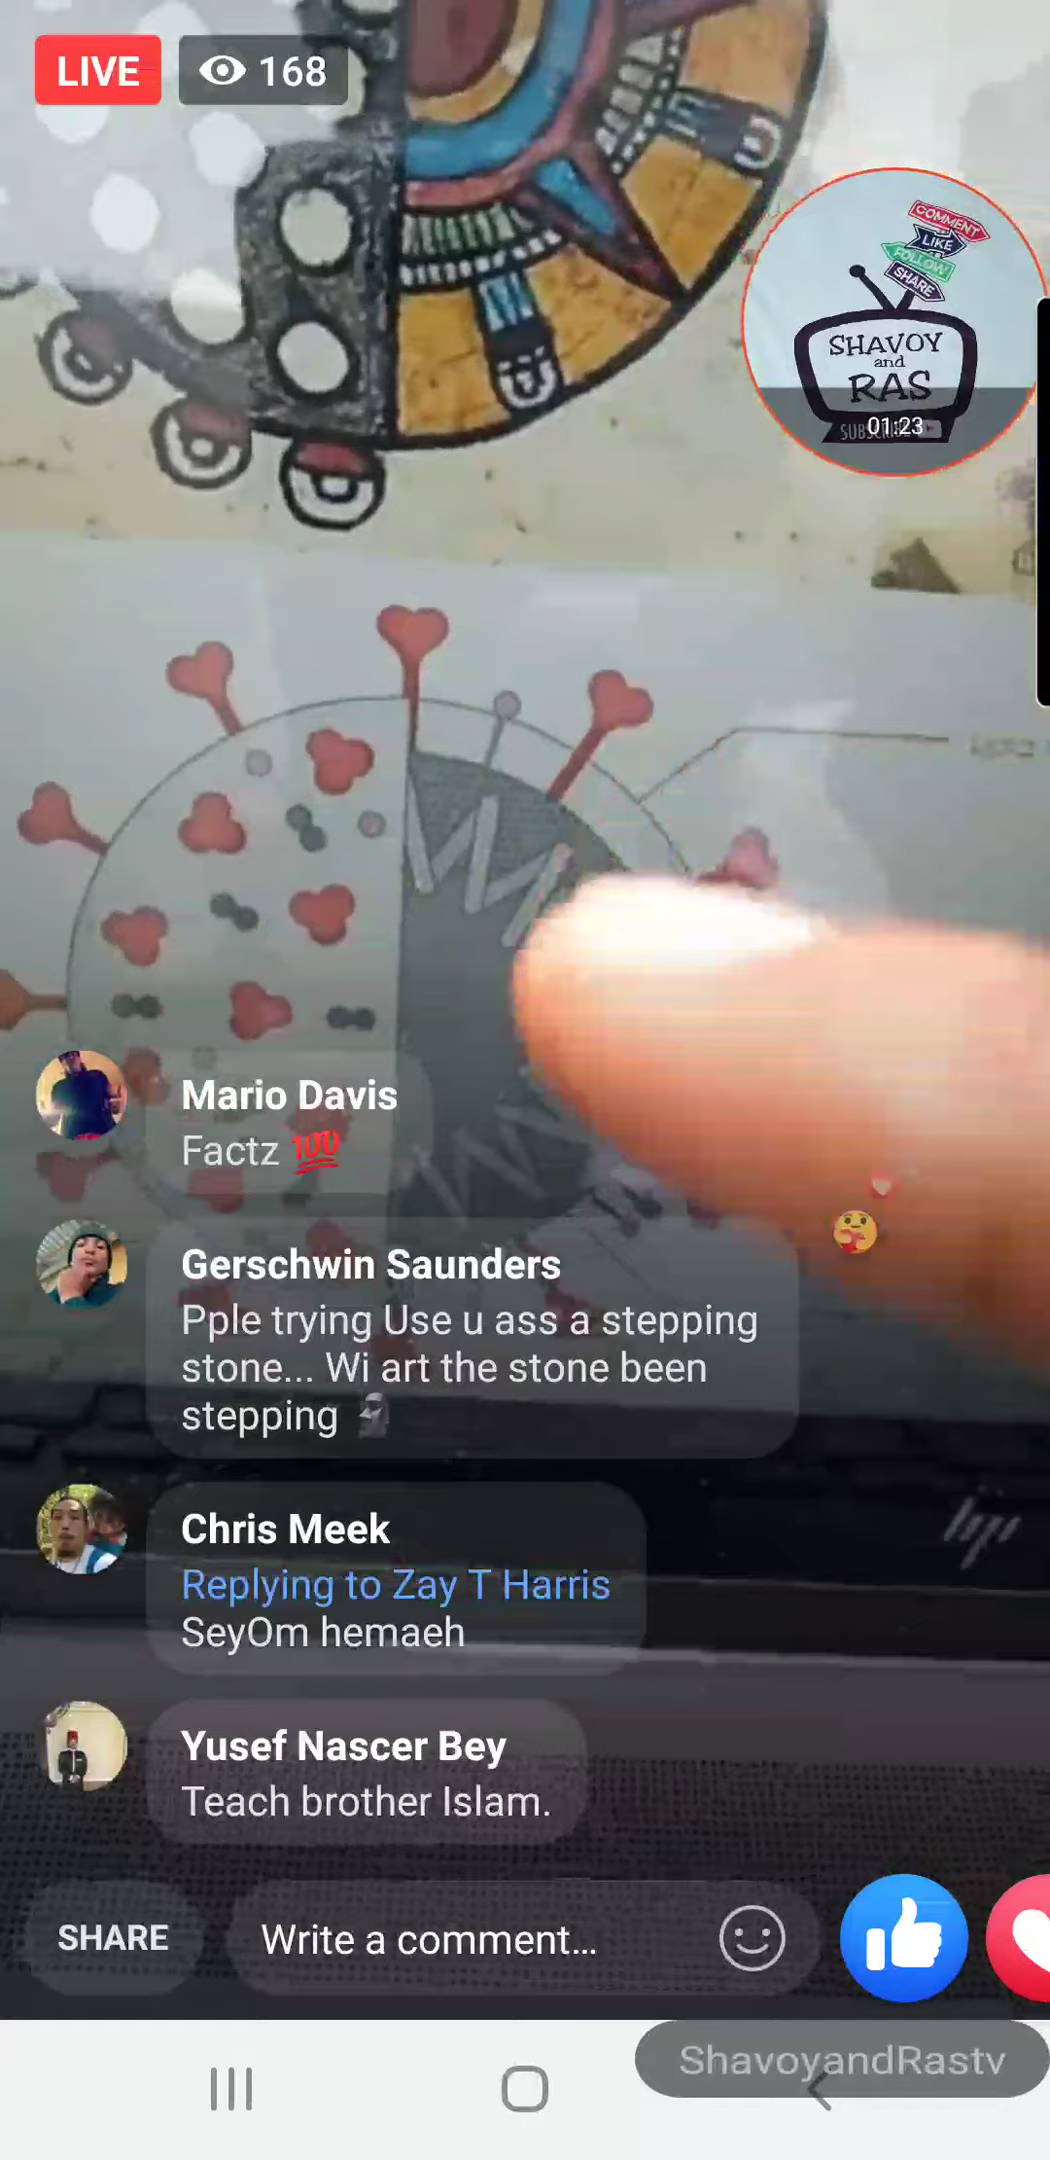 LIVE
168
COMMENT
LIKE
FOLLOW
SHARE
SHAVOY
and
RAS
01:23
Mario Davis
Factz 💯
Gerschwin Saunders
Pple trying Use u ass a stepping
stone... Wi art the stone been
stepping 🗿
Chris Meek
Replying to Zay T Harris
SeyOm hemaeh
Yusef Nascer Bey
Teach brother Islam.
SHARE
Write a comment...
ShavoyandRastv
hp